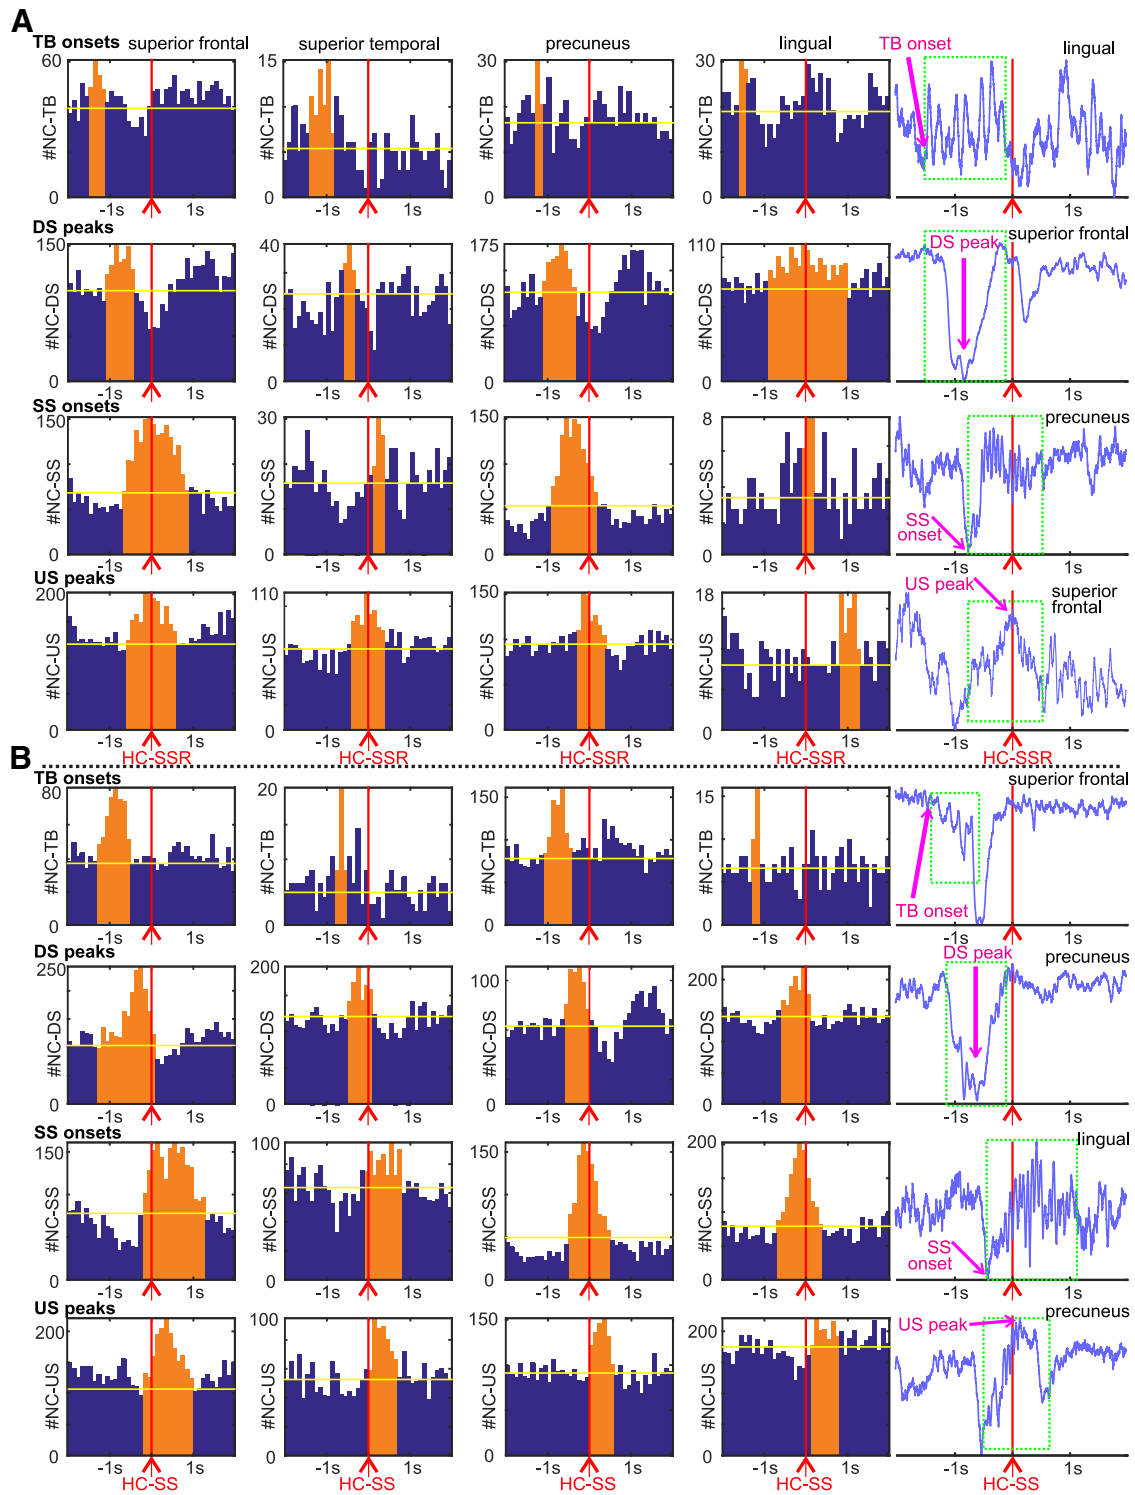 A
TB onsets superior frontal superior temporal precuneus lingual TB onset lingual
60 15 30 30
#NC-TB #NC-TB #NC-TB #NC-TB
0 0 0 0
-1s 1s -1s 1s -1s 1s -1s 1s -1s 1s
DS peaks superior frontal
DS peak
150 40 175 110
#NC-DS #NC-DS #NC-DS #NC-DS
0 0 0 0
-1s 1s -1s 1s -1s 1s -1s 1s -1s 1s
SS onsets precuneus
150 30 150 8
#NC-SS #NC-SS #NC-SS #NC-SS
SS
onset
0 0 0 0
-1s 1s -1s 1s -1s 1s -1s 1s -1s 1s
US peaks US peak superior
frontal
200 110 150 18
#NC-US #NC-US #NC-US #NC-US
0 0 0 0
-1s 1s -1s 1s -1s 1s -1s 1s -1s 1s
HC-SSR HC-SSR HC-SSR HC-SSR HC-SSR
B
TB onsets superior frontal
80 20 150 15
#NC-TB #NC-TB #NC-TB #NC-TB
TB onset
0 0 0 0
-1s 1s -1s 1s -1s 1s -1s 1s -1s 1s
DS peaks DS peak precuneus
250 200 100 200
#NC-DS #NC-DS #NC-DS #NC-DS
0 0 0 0
-1s 1s -1s 1s -1s 1s -1s 1s -1s 1s
SS onsets lingual
150 100 150 200
#NC-SS #NC-SS #NC-SS #NC-SS
SS
onset
0 0 0 0
-1s 1s -1s 1s -1s 1s -1s 1s -1s 1s
US peaks precuneus
US peak
200 100 150 200
#NC-US #NC-US #NC-US #NC-US
0 0 0 0
-1s 1s -1s 1s -1s 1s -1s 1s -1s 1s
HC-SS HC-SS HC-SS HC-SS HC-SS